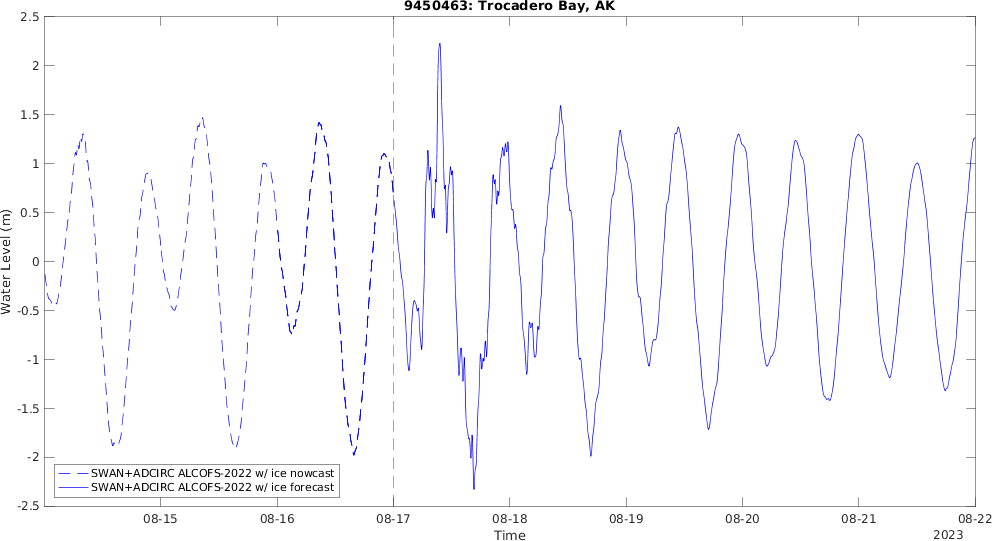 9450463: Trocadero Bay, AK
2.5
2
1.5
1
0.5
0
-0.5
-1
-1.5
-2
-2.5
Water Level (m)
SWAN+ADCIRC ALCOFS-2022 w/ ice nowcast
SWAN+ADCIRC ALCOFS-2022 w/ ice forecast
08-15 08-16 08-17 08-18 08-19 08-20 08-21 08-22
Time
2023